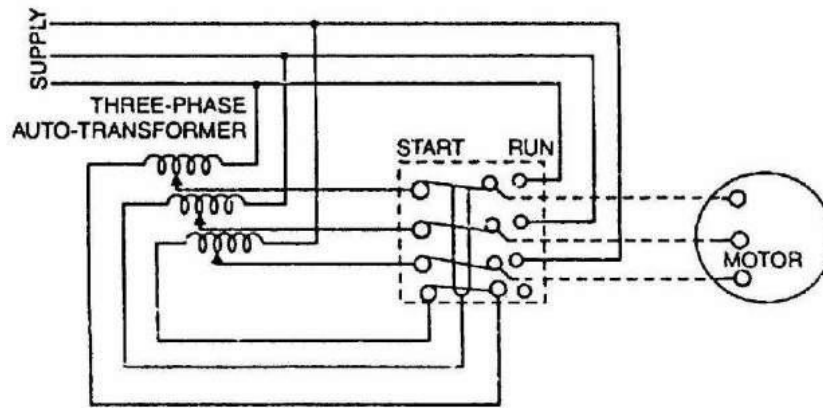 SUPPLY
THREE-PHASE
AUTO-TRANSFORMER
START
RUN
MOTOR